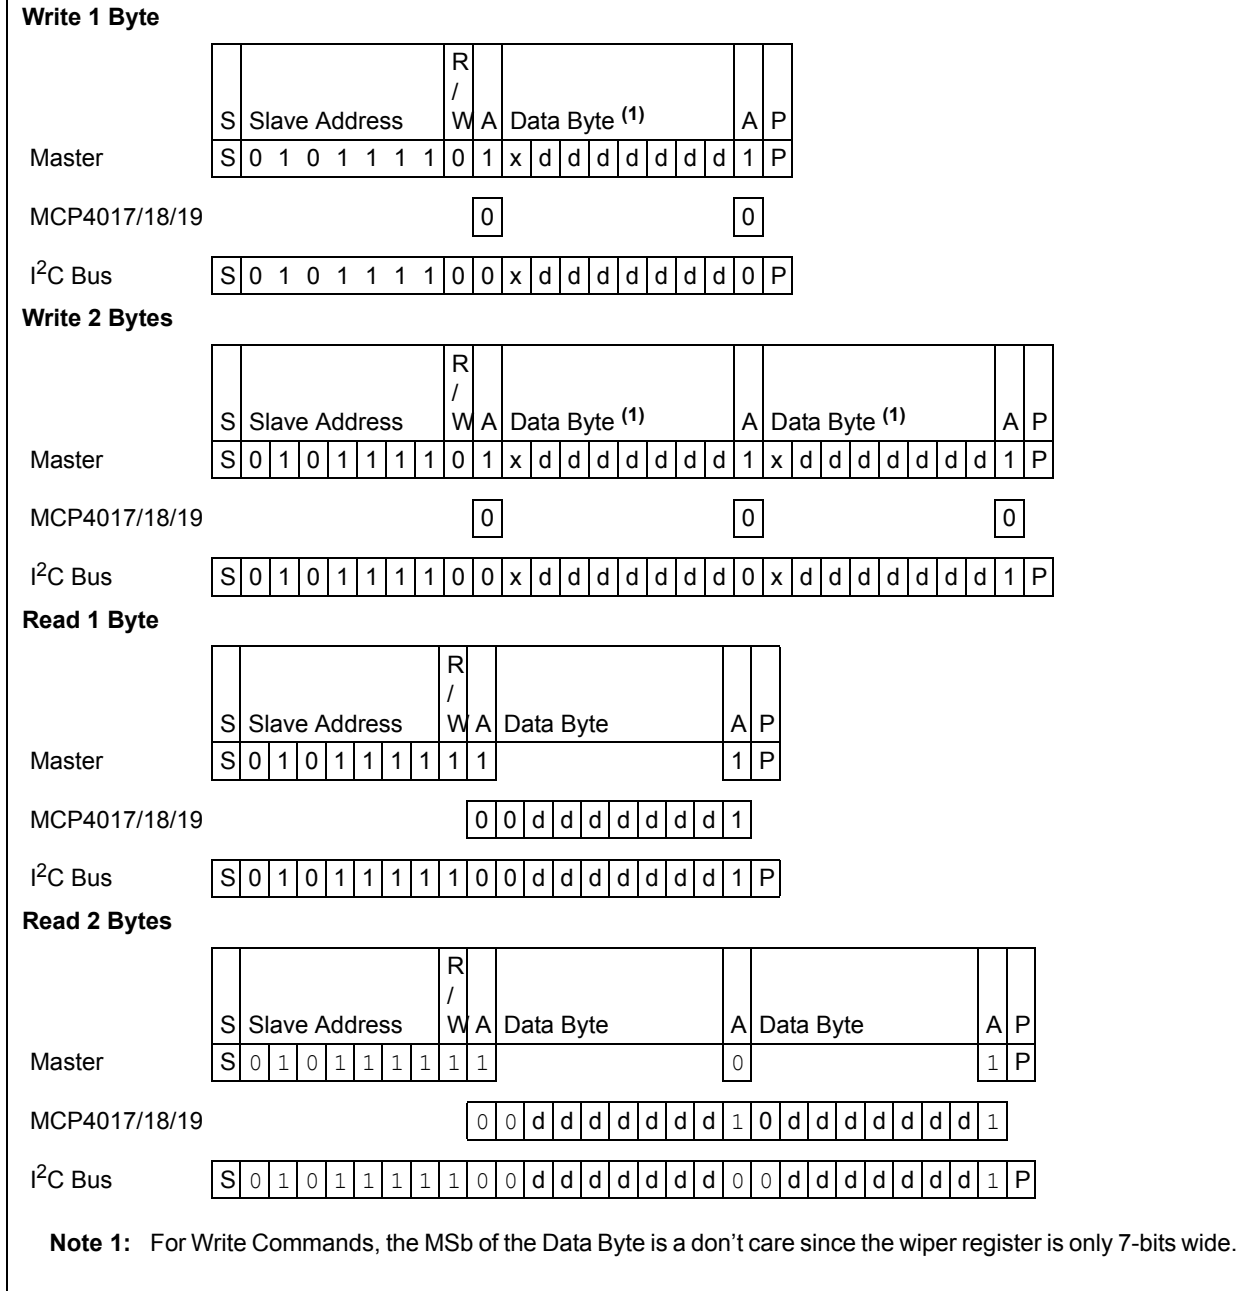 Write 1 Byte
R
/
S Slave Address W A Data Byte (1) A P
Master S 0 1 0 1 1 1 1 0 1 x d d d d d d d 1 P
MCP4017/18/19 0 0
I2C Bus S 0 1 0 1 1 1 1 0 0 x d d d d d d d 0 P
Write 2 Bytes
R
/
S Slave Address W A Data Byte (1) A Data Byte (1) A P
Master S 0 1 0 1 1 1 1 0 1 x d d d d d d d 1 x d d d d d d d 1 P
MCP4017/18/19 0 0 0
I2C Bus S 0 1 0 1 1 1 1 0 0 x d d d d d d d 0 x d d d d d d d 1 P
Read 1 Byte
R
/
S Slave Address W A Data Byte A P
Master S 0 1 0 1 1 1 1 1 1 1 P
MCP4017/18/19 0 0 d d d d d d d 1
I2C Bus S 0 1 0 1 1 1 1 1 0 0 d d d d d d d 1 P
Read 2 Bytes
R
/
S Slave Address W A Data Byte A Data Byte A P
Master S 0 1 0 1 1 1 1 1 1 0 1 P
MCP4017/18/19 0 0 d d d d d d d 1 0 d d d d d d d 1
I2C Bus S 0 1 0 1 1 1 1 1 0 0 d d d d d d d 0 0 d d d d d d d 1 P
Note 1: For Write Commands, the MSb of the Data Byte is a don't care since the wiper register is only 7-bits wide.